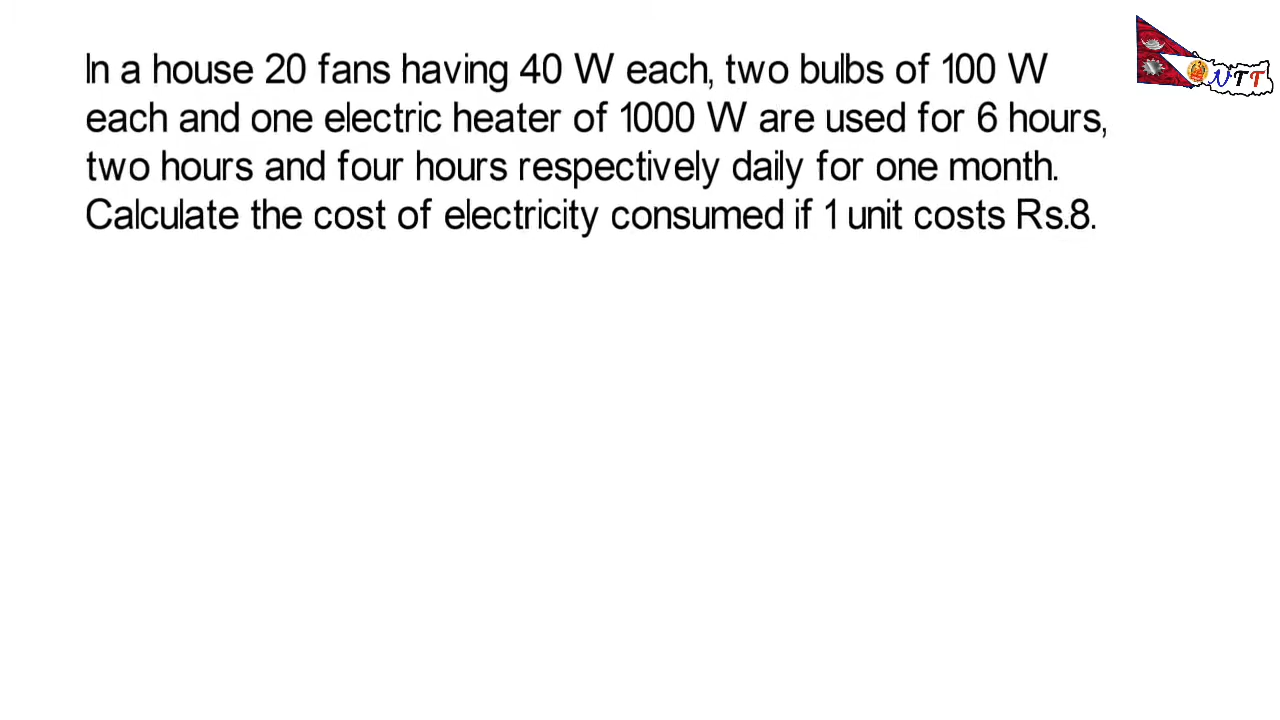 In a house 20 fans having 40 W each, two bulbs of 100 W
each and one electric heater of 1000 W are used for 6 hours,
two hours and four hours respectively daily for one month.
Calculate the cost of electricity consumed if 1 unit costs Rs.8.
NTT